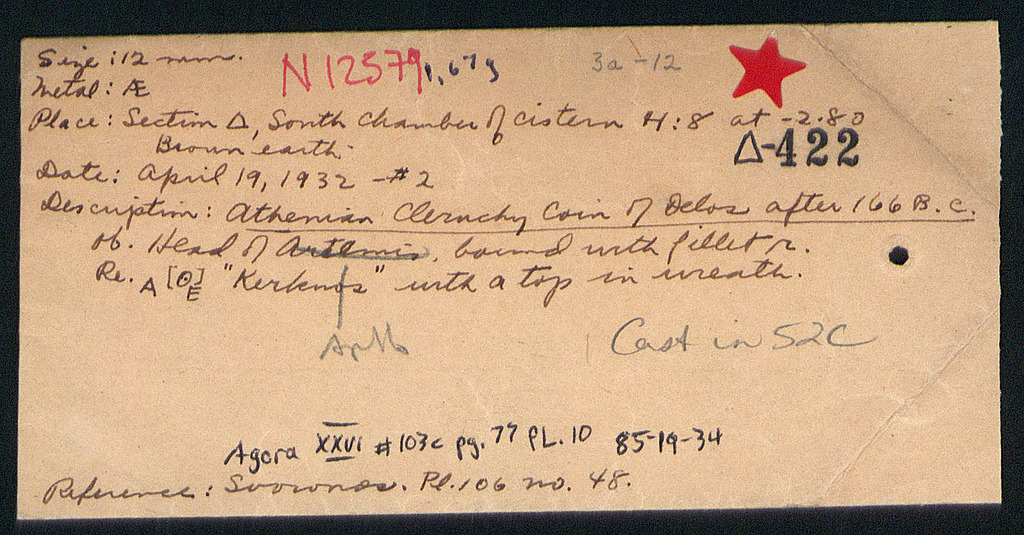 Size: 12 mm. N 12579 1,67g 3a-12
Metal: Æ
Place: Section Δ, South Chamber of cistern H:8 at -2.80
Brown earth. Δ-422
Date: April 19, 1932 - #2
Description: Athenian Cleruchy Coin of Delos after 166 B.C.
Ob. Head of Artemis, bound with fillet r.
Re. A [Θ] E "Kerknos" with a top in wreath.
Apollo
Cast in S2C
Agora XXVI #103c pg. 77 PL. 10 85-19-34
Reference: Svoronos. Pl. 106 no. 48.